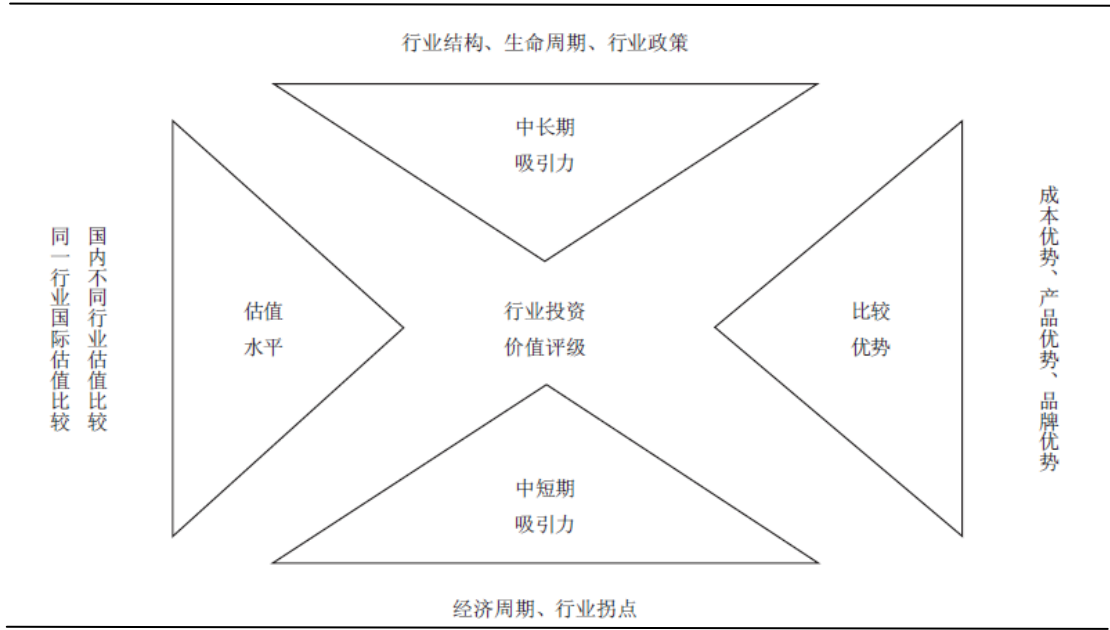 行业结构、生命周期、行业政策
中长期
吸引力
同一行业国际估值比较
国内不同行业估值比较
估值
水平
行业投资
价值评级
比较
优势
成本优势、产品优势、品牌优势
中短期
吸引力
经济周期、行业拐点